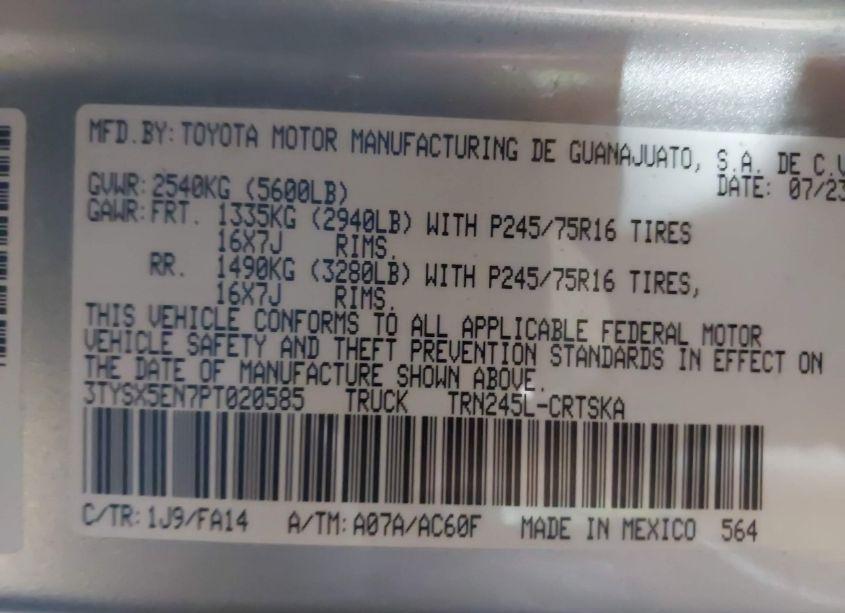 MFD.BY:TOYOTA MOTOR MANUFACTURING DE GUANAJUATO, S.A. DE C.V
DATE: 07/23
GVWR:2540KG (5600LB)
GAWR:FRT. 1335KG (2940LB) WITH P245/75R16 TIRES
16X7J RIMS.
RR. 1490KG (3280LB) WITH P245/75R16 TIRES,
16X7J RIMS.
THIS VEHICLE CONFORMS TO ALL APPLICABLE FEDERAL MOTOR
VEHICLE SAFETY AND THEFT PREVENTION STANDARDS IN EFFECT ON
THE DATE OF MANUFACTURE SHOWN ABOVE.
3TYSX5EN7PT020585 TRUCK TRN245L-CRTSKA
C/TR:1J9/FA14 A/TM:A07A/AC60F MADE IN MEXICO 564